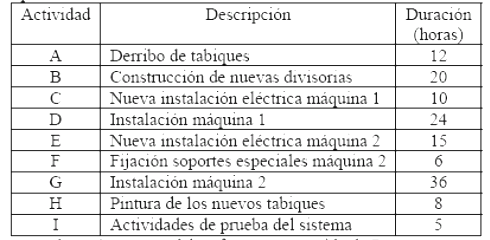 Actividad Descripción Duración (horas)
A Derribo de tabiques 12
B Construcción de nuevas divisorias 20
C Nueva instalación eléctrica máquina 1 10
D Instalación máquina 1 24
E Nueva instalación eléctrica máquina 2 15
F Fijación soportes especiales máquina 2 6
G Instalación máquina 2 36
H Pintura de los nuevos tabiques 8
I Actividades de prueba del sistema 5